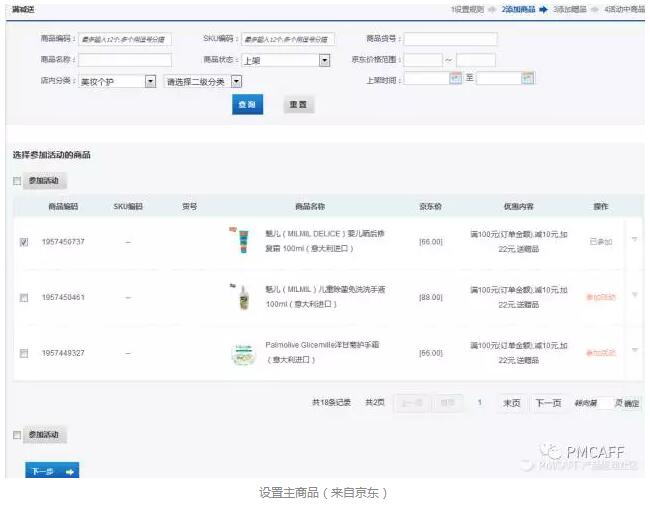 满减送
1设置规则 2添加商品 3添加赠品 4活动中商品
商品编码： 最多输入12个,多个用逗号分隔 SKU编码： 最多输入12个,多个用逗号分隔 商品货号：
商品名称： 商品状态： 上架 京东价格范围： ~
店内分类： 美妆个护 请选择二级分类 上架时间： 至
查询 重置
选择参加活动的商品
参加活动
商品编码 SKU编码 货号 商品名称 京东价 优惠内容 操作
1957450737 -- 魅儿（MILMIL DELICE）婴儿晒后修 [66.00] 满100元(订单金额),减10元,加 已参加
复霜 100ml（意大利进口） 22元,送赠品
1957450461 -- 魅儿（MILMIL）儿童除菌免洗洗手液 [88.00] 满100元(订单金额),减10元,加 参加活动
100ml（意大利进口） 22元,送赠品
1957449327 -- Palmolive Glicemille洋甘菊护手霜 [66.00] 满100元(订单金额),减10元,加 参加活动
（意大利进口） 22元,送赠品
共18条记录 共2页 上一页 首页 1 末页 下一页 转向第 页 确定
参加活动
下一步
PMCAFF
PMCAFF 产品经理社区
设置主商品（来自京东）